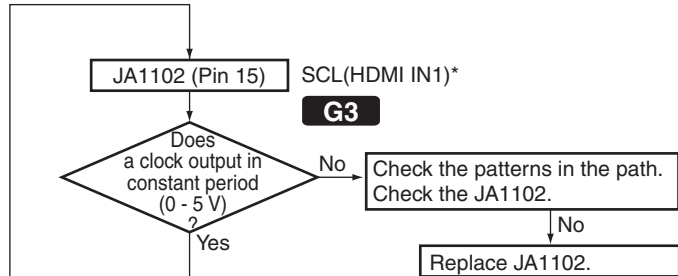 JA1102 (Pin 15)
SCL(HDMI IN1)*
G3
Does
a clock output in
constant period
(0 - 5 V)
?
No
Yes
Check the patterns in the path.
Check the JA1102.
No
Replace JA1102.